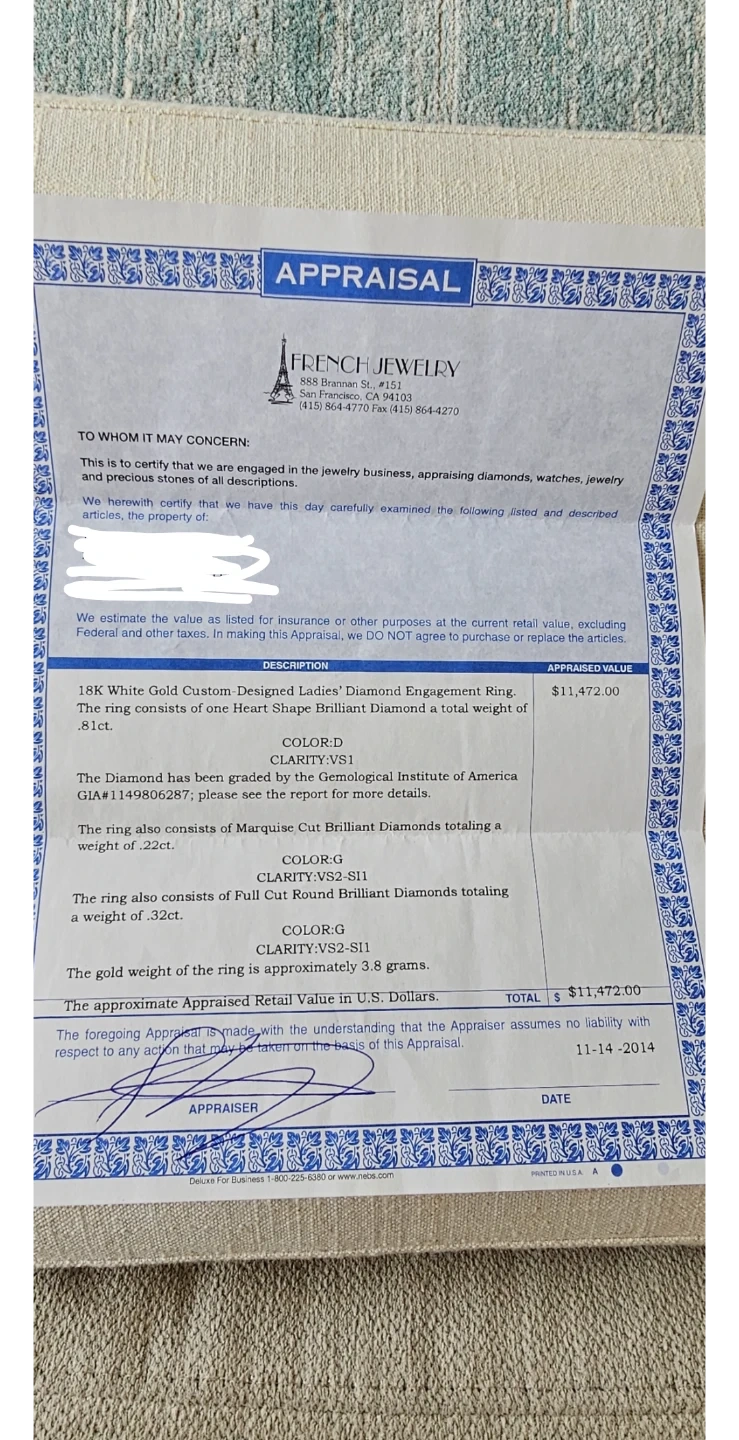 APPRAISAL
FRENCH JEWELRY
888 Brannan St., #151
San Francisco, CA 94103
(415) 864-4770 Fax (415) 864-4270
TO WHOM IT MAY CONCERN:
This is to certify that we are engaged in the jewelry business, appraising diamonds, watches, jewelry
and precious stones of all descriptions.
We herewith certify that we have this day carefully examined the following listed and described
articles, the property of:
We estimate the value as listed for insurance or other purposes at the current retail value, excluding
Federal and other taxes. In making this Appraisal, we DO NOT agree to purchase or replace the articles.
DESCRIPTION APPRAISED VALUE
18K White Gold Custom-Designed Ladies' Diamond Engagement Ring. $11,472.00
The ring consists of one Heart Shape Brilliant Diamond a total weight of
.81ct.
COLOR:D
CLARITY:VS1
The Diamond has been graded by the Gemological Institute of America
GIA#1149806287; please see the report for more details.
The ring also consists of Marquise Cut Brilliant Diamonds totaling a
weight of .22ct.
COLOR:G
CLARITY:VS2-SI1
The ring also consists of Full Cut Round Brilliant Diamonds totaling
a weight of .32ct.
COLOR:G
CLARITY:VS2-SI1
The gold weight of the ring is approximately 3.8 grams.
The approximate Appraised Retail Value in U.S. Dollars. TOTAL $ $11,472.00
The foregoing Appraisal is made with the understanding that the Appraiser assumes no liability with
respect to any action that may be taken on the basis of this Appraisal.
11-14 -2014
APPRAISER DATE
Deluxe For Business 1-800-225-6380 or www.nebs.com PRINTED IN U.S.A. A